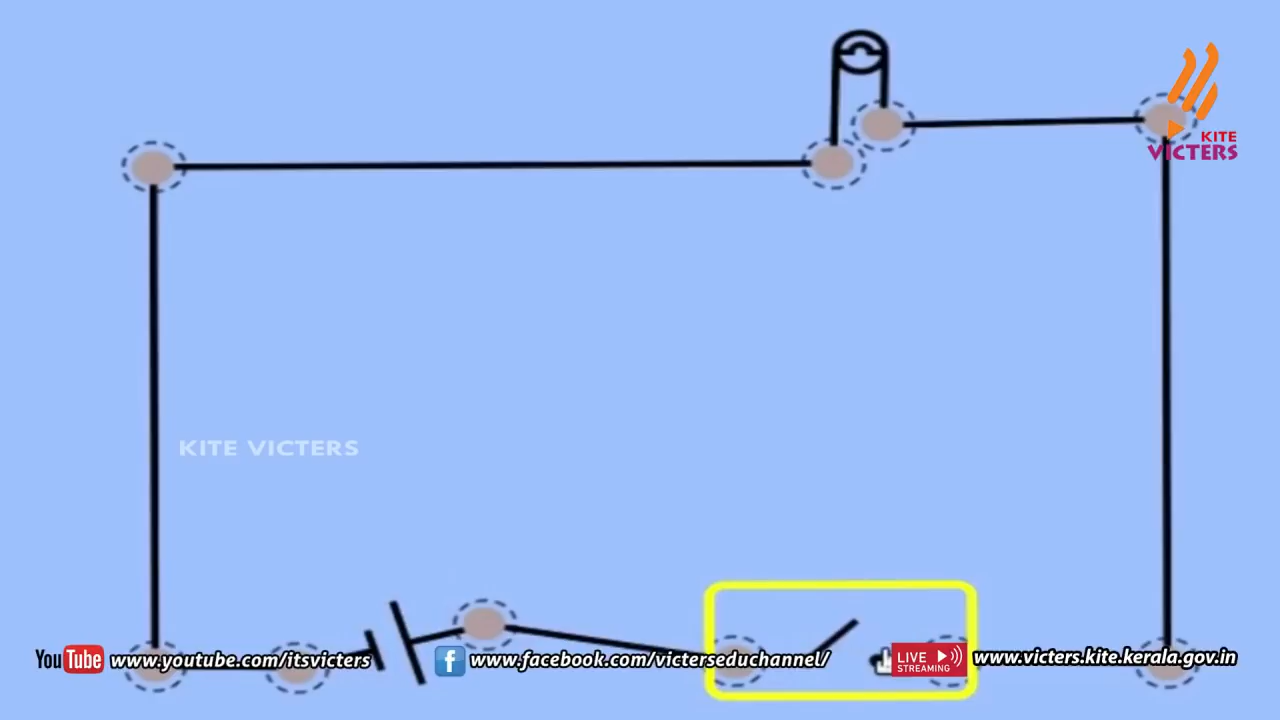 KITE
VICTERS
KITE VICTERS
YouTube www.youtube.com/itsvicters
f www.facebook.com/victerseduchannel/
LIVE
STREAMING
www.victers.kite.kerala.gov.in